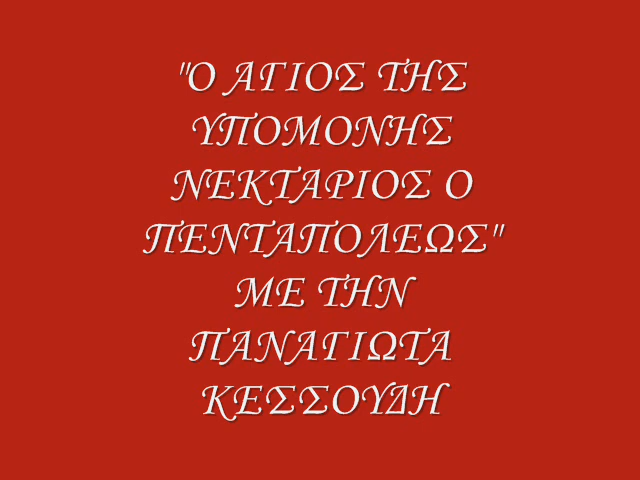 "Ο ΑΓΙΟΣ ΤΗΣ
ΥΠΟΜΟΝΗΣ
ΝΕΚΤΑΡΙΟΣ Ο
ΠΕΝΤΑΠΟΛΕΩΣ"
ΜΕ ΤΗΝ
ΠΑΝΑΓΙΩΤΑ
ΚΕΣΣΟΥΔΗ